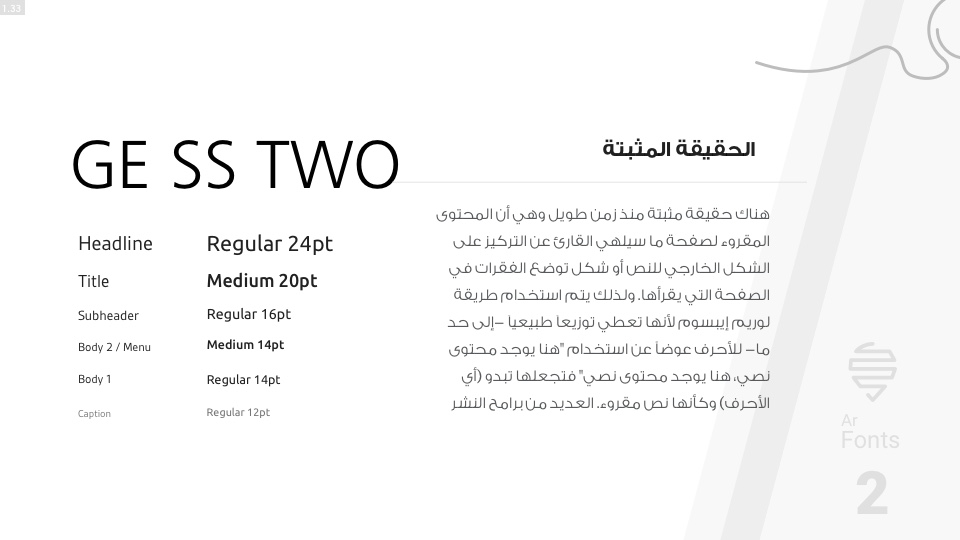 1.33
GE SS TWO
Headline Regular 24pt
Title Medium 20pt
Subheader Regular 16pt
Body 2 / Menu Medium 14pt
Body 1 Regular 14pt
Caption Regular 12pt
الحقيقة المثبتة
هناك حقيقة مثبتة منذ زمن طويل وهي أن المحتوى
المقروء لصفحة ما سيلهي القارئ عن التركيز على
الشكل الخارجي للنص أو شكل توضع الفقرات في
الصفحة التي يقرأها. ولذلك يتم استخدام طريقة
لوريم إيبسوم لأنها تعطي توزيعاَ طبيعياَ -إلى حد
ما- للأحرف عوضاً عن استخدام "هنا يوجد محتوى
نصي، هنا يوجد محتوى نصي" فتجعلها تبدو (أي
الأحرف) وكأنها نص مقروء. العديد من برامح النشر
Ar
Fonts
2